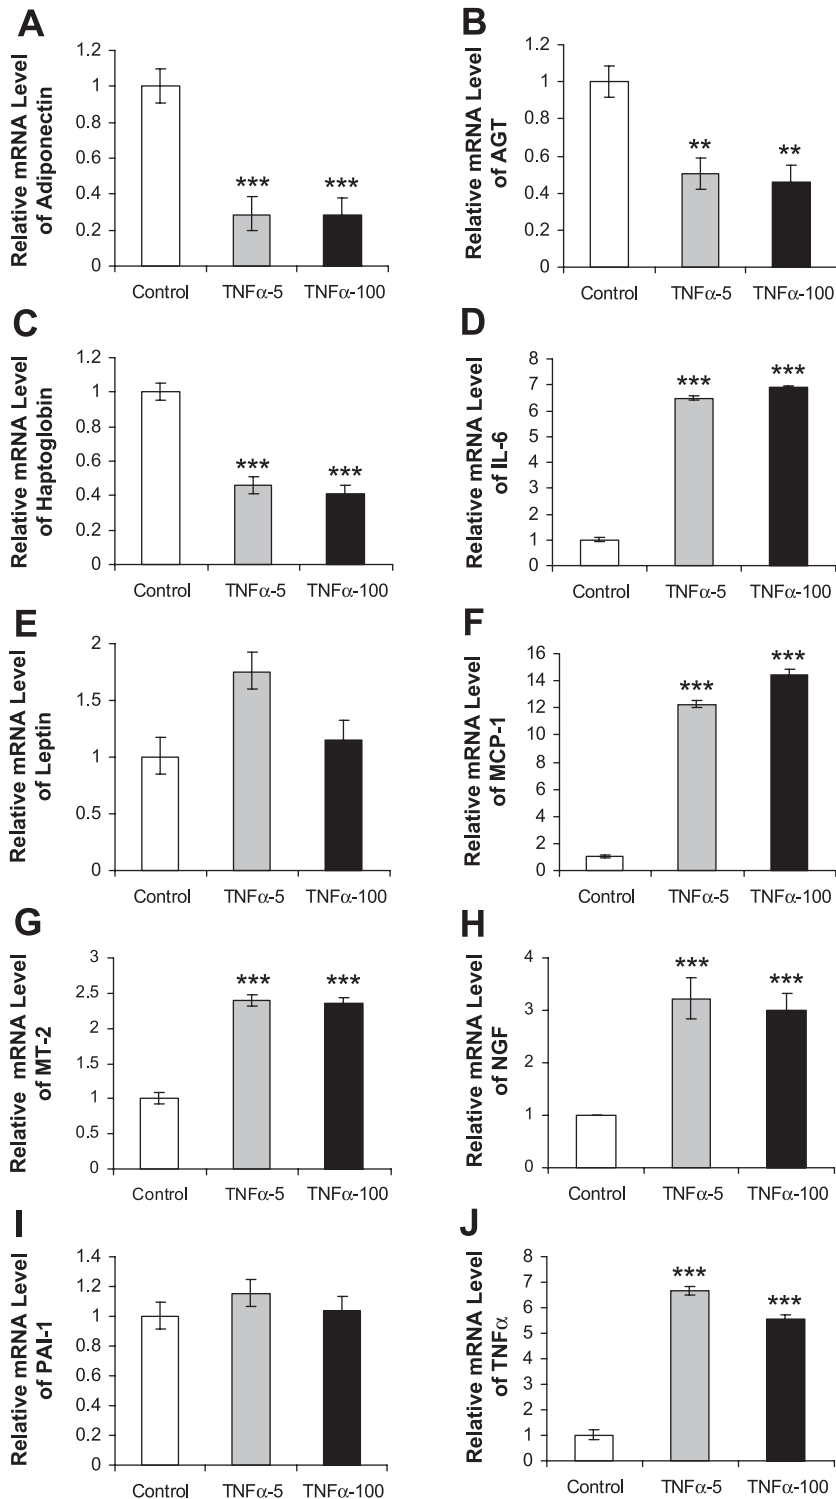 A
Relative mRNA Level
of Adiponectin
1.2
1
0.8
0.6
0.4
0.2
0
***
***
Control
TNFα-5
TNFα-100
B
Relative mRNA Level
of AGT
1.2
1
0.8
0.6
0.4
0.2
0
**
**
Control
TNFα-5
TNFα-100
C
Relative mRNA Level
of Haptoglobin
1.2
1
0.8
0.6
0.4
0.2
0
***
***
Control
TNFα-5
TNFα-100
D
Relative mRNA Level
of IL-6
8
7
6
5
4
3
2
1
0
***
***
Control
TNFα-5
TNFα-100
E
Relative mRNA Level
of Leptin
2
1.5
1
0.5
0
Control
TNFα-5
TNFα-100
F
Relative mRNA Level
of MCP-1
16
14
12
10
8
6
4
2
0
***
***
Control
TNFα-5
TNFα-100
G
Relative mRNA Level
of MT-2
3
2.5
2
1.5
1
0.5
0
***
***
Control
TNFα-5
TNFα-100
H
Relative mRNA Level
of NGF
4
3
2
1
0
***
***
Control
TNFα-5
TNFα-100
I
Relative mRNA Level
of PAI-1
1.4
1.2
1
0.8
0.6
0.4
0.2
0
Control
TNFα-5
TNFα-100
J
Relative mRNA Level
of TNFα
8
7
6
5
4
3
2
1
0
***
***
Control
TNFα-5
TNFα-100